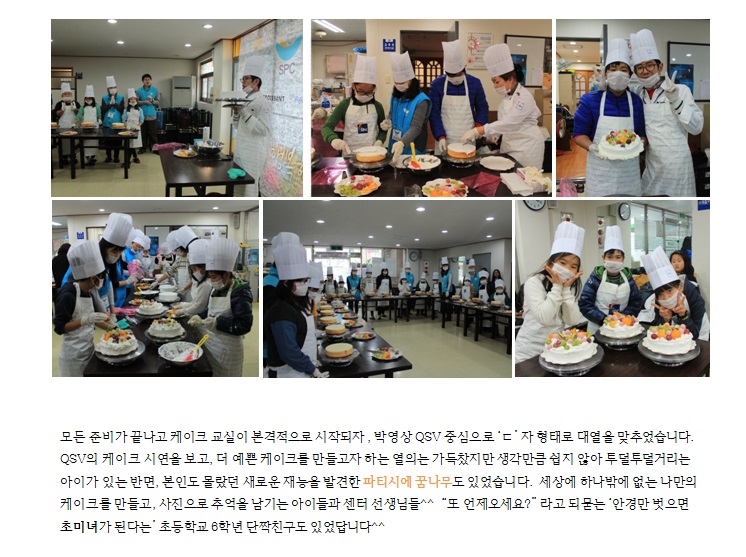 SPC
모든 준비가 끝나고 케이크 교실이 본격적으로 시작되자 , 박영상 QSV 중심으로 ‘ㄷ’ 자 형태로 대열을 맞추었습니다.
QSV의 케이크 시연을 보고, 더 예쁜 케이크를 만들고자 하는 열의는 가득찼지만 생각만큼 쉽지 않아 투덜투덜거리는
아이가 있는 반면, 본인도 몰랐던 새로운 재능을 발견한 파티시에 꿈나무도 있었습니다. 세상에 하나밖에 없는 나만의
케이크를 만들고, 사진으로 추억을 남기는 아이들과 센터 선생님들^^ “또 언제오세요?” 라고 되묻는 ‘안경만 벗으면
초미녀가 된다는’ 초등학교 6학년 단짝친구도 있었답니다^^